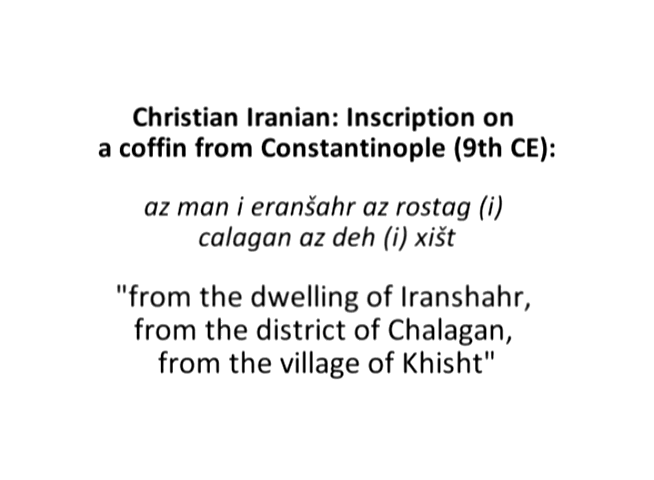 Christian Iranian: Inscription on
a coffin from Constantinople (9th CE):
az man i eranšahr az rostag (i)
calagan az deh (i) xišt
"from the dwelling of Iranshahr,
from the district of Chalagan,
from the village of Khisht"